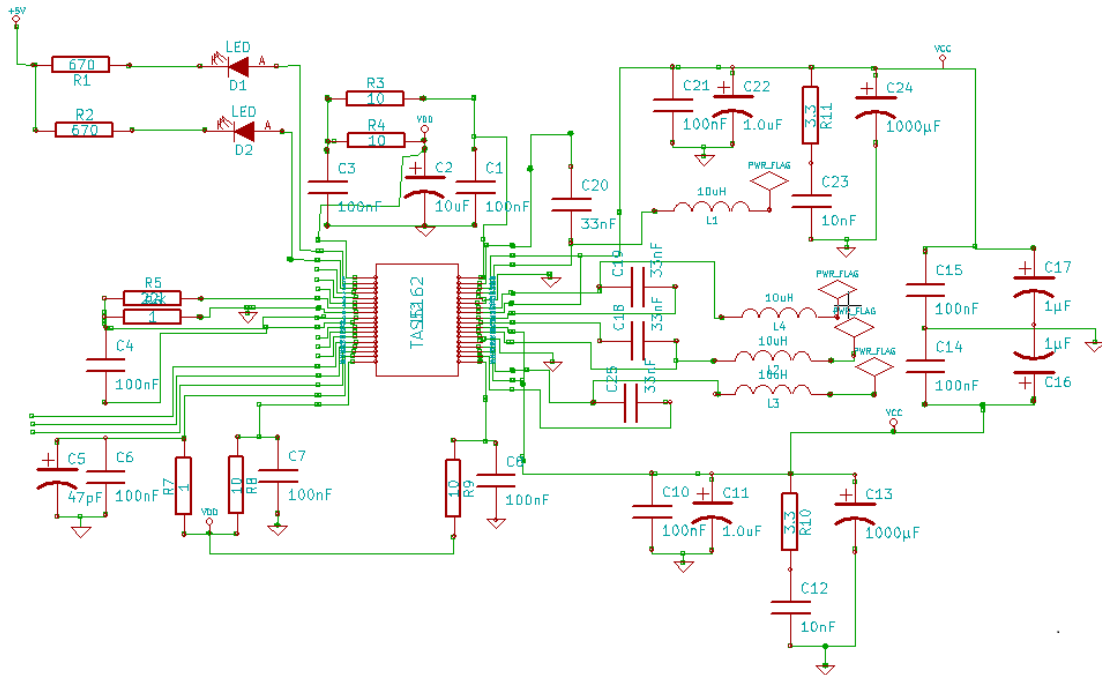 +5V
670
R1
LED
A
D1
R2
670
LED
A
D2
R3
10
R4
10
VDD
C3
100nF
C2
10uF
C1
100nF
C20
33nF
10uH
L1
PWR_FLAG
C21
100nF
C22
1.0uF
3.3
R11
C24
1000µF
VCC
C23
10nF
C19
33nF
C18
33nF
C25
33nF
10uH
L4
PWR_FLAG
10uH
L2
PWR_FLAG
10uH
L3
PWR_FLAG
C15
100nF
C17
1µF
C14
100nF
1µF
C16
VCC
R5
1
C4
100nF
C5
47pF
C6
100nF
R7
1
10
R8
C7
100nF
VDD
10
R9
100nF
C10
100nF
C11
1.0uF
3.3
R10
C13
1000µF
C12
10nF